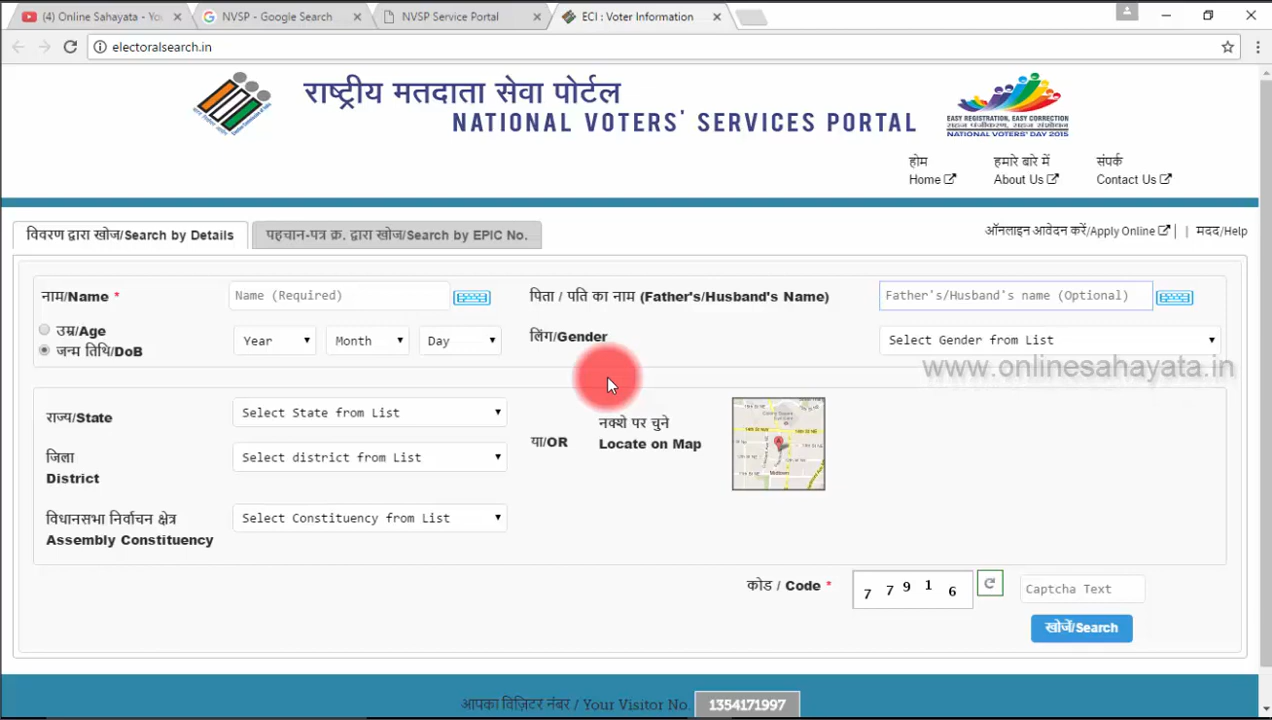 (4) Online Sahayata - Yo
NVSP - Google Search
NVSP Service Portal
ECI : Voter Information
electoralsearch.in
राष्ट्रीय मतदाता सेवा पोर्टल
NATIONAL VOTERS' SERVICES PORTAL
EASY REGISTRATION, EASY CORRECTION
सहज पंजीकरण, सहज संशोधन
NATIONAL VOTERS' DAY 2015
होम हमारे बारे में संपर्क
Home About Us Contact Us
विवरण द्वारा खोज/Search by Details
पहचान-पत्र क्र. द्वारा खोज/Search by EPIC No.
ऑनलाइन आवेदन करें/Apply Online | | मदद/Help
नाम/Name * Name (Required) पिता / पति का नाम (Father's/Husband's Name) Father's/Husband's name (Optional)
उम्र/Age
जन्म तिथि/DoB Year Month Day लिंग/Gender Select Gender from List
www.onlinesahayata.in
राज्य/State Select State from List
नक्शे पर चुने
या/OR Locate on Map
जिला
District Select district from List
विधानसभा निर्वाचन क्षेत्र
Assembly Constituency Select Constituency from List
कोड / Code * 7 7 9 1 6 Captcha Text
खोजें/Search
आपका विज़िटर नंबर / Your Visitor No. 1354171997